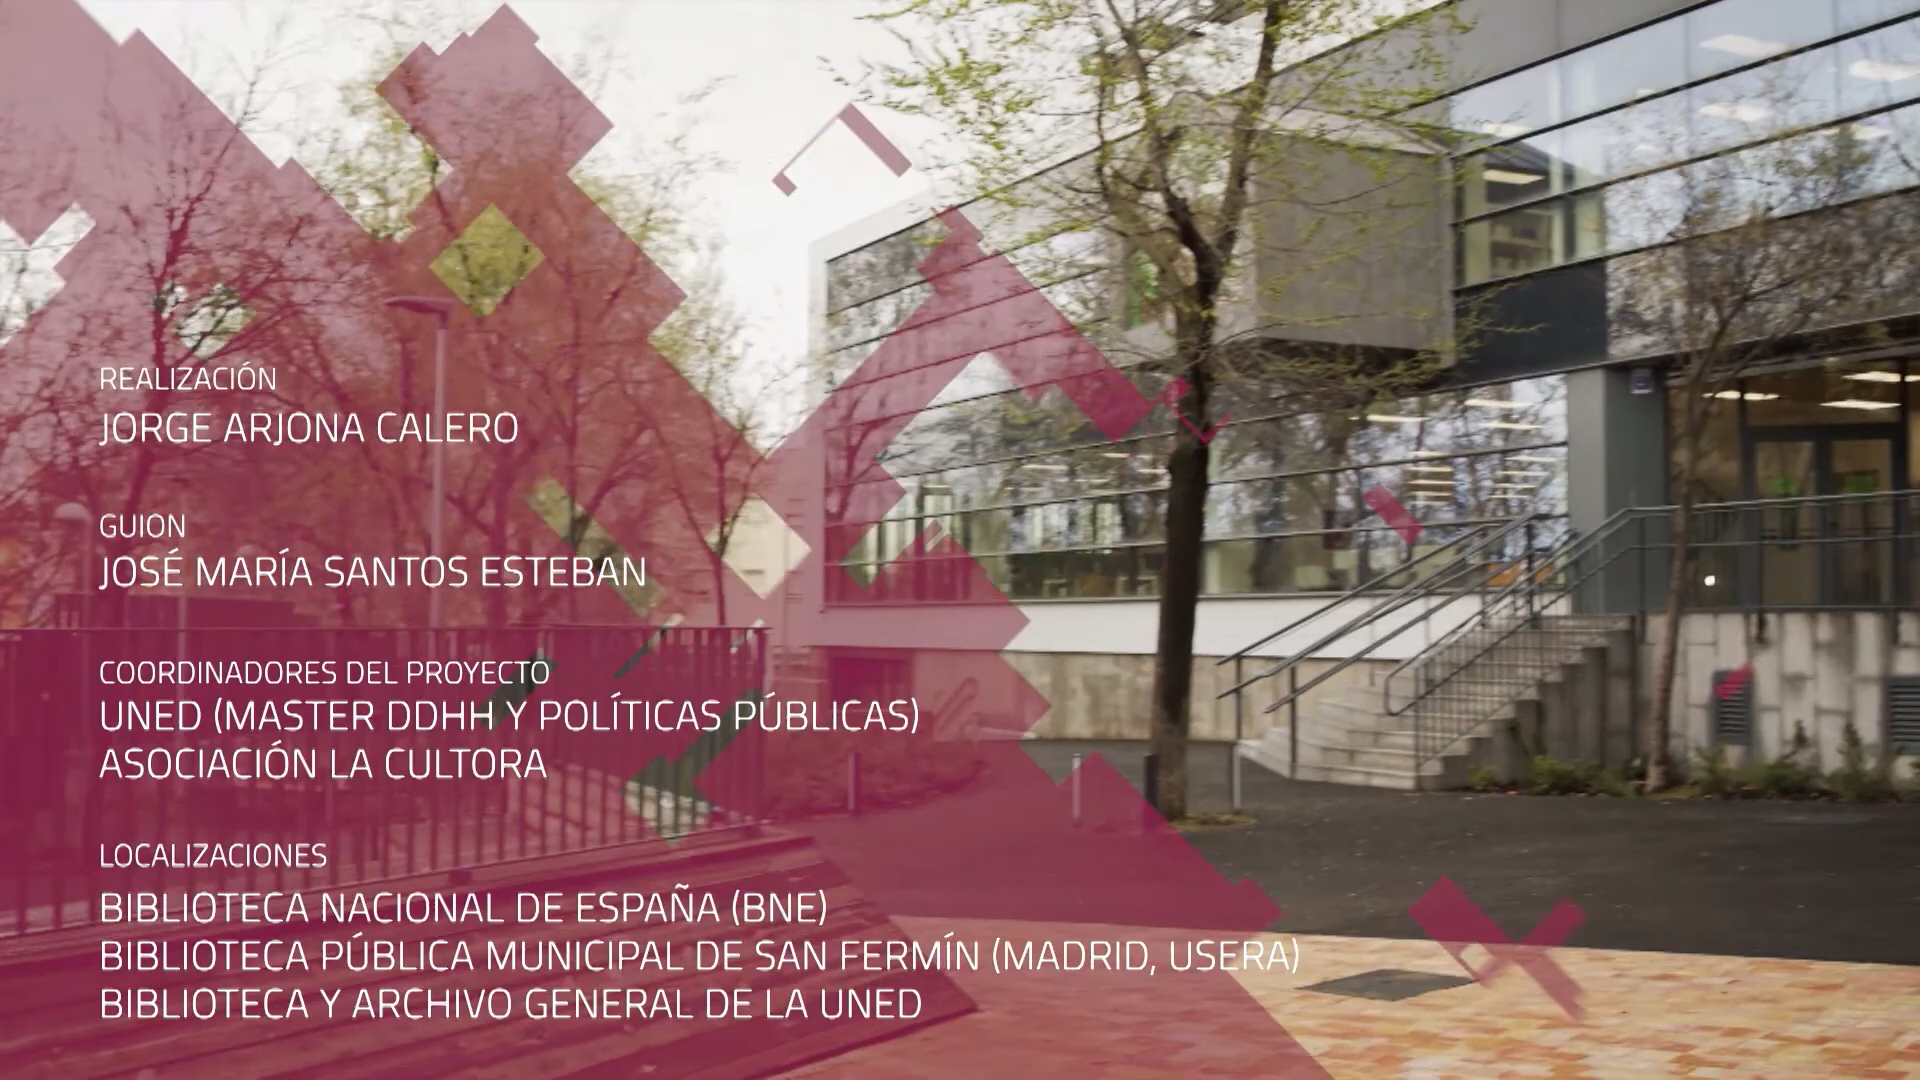 REALIZACIÓN
JORGE ARJONA CALERO
GUION
JOSÉ MARÍA SANTOS ESTEBAN
COORDINADORES DEL PROYECTO
UNED (MASTER DDHH Y POLÍTICAS PÚBLICAS)
ASOCIACIÓN LA CULTORA
LOCALIZACIONES
BIBLIOTECA NACIONAL DE ESPAÑA (BNE)
BIBLIOTECA PÚBLICA MUNICIPAL DE SAN FERMÍN (MADRID, USERA)
BIBLIOTECA Y ARCHIVO GENERAL DE LA UNED